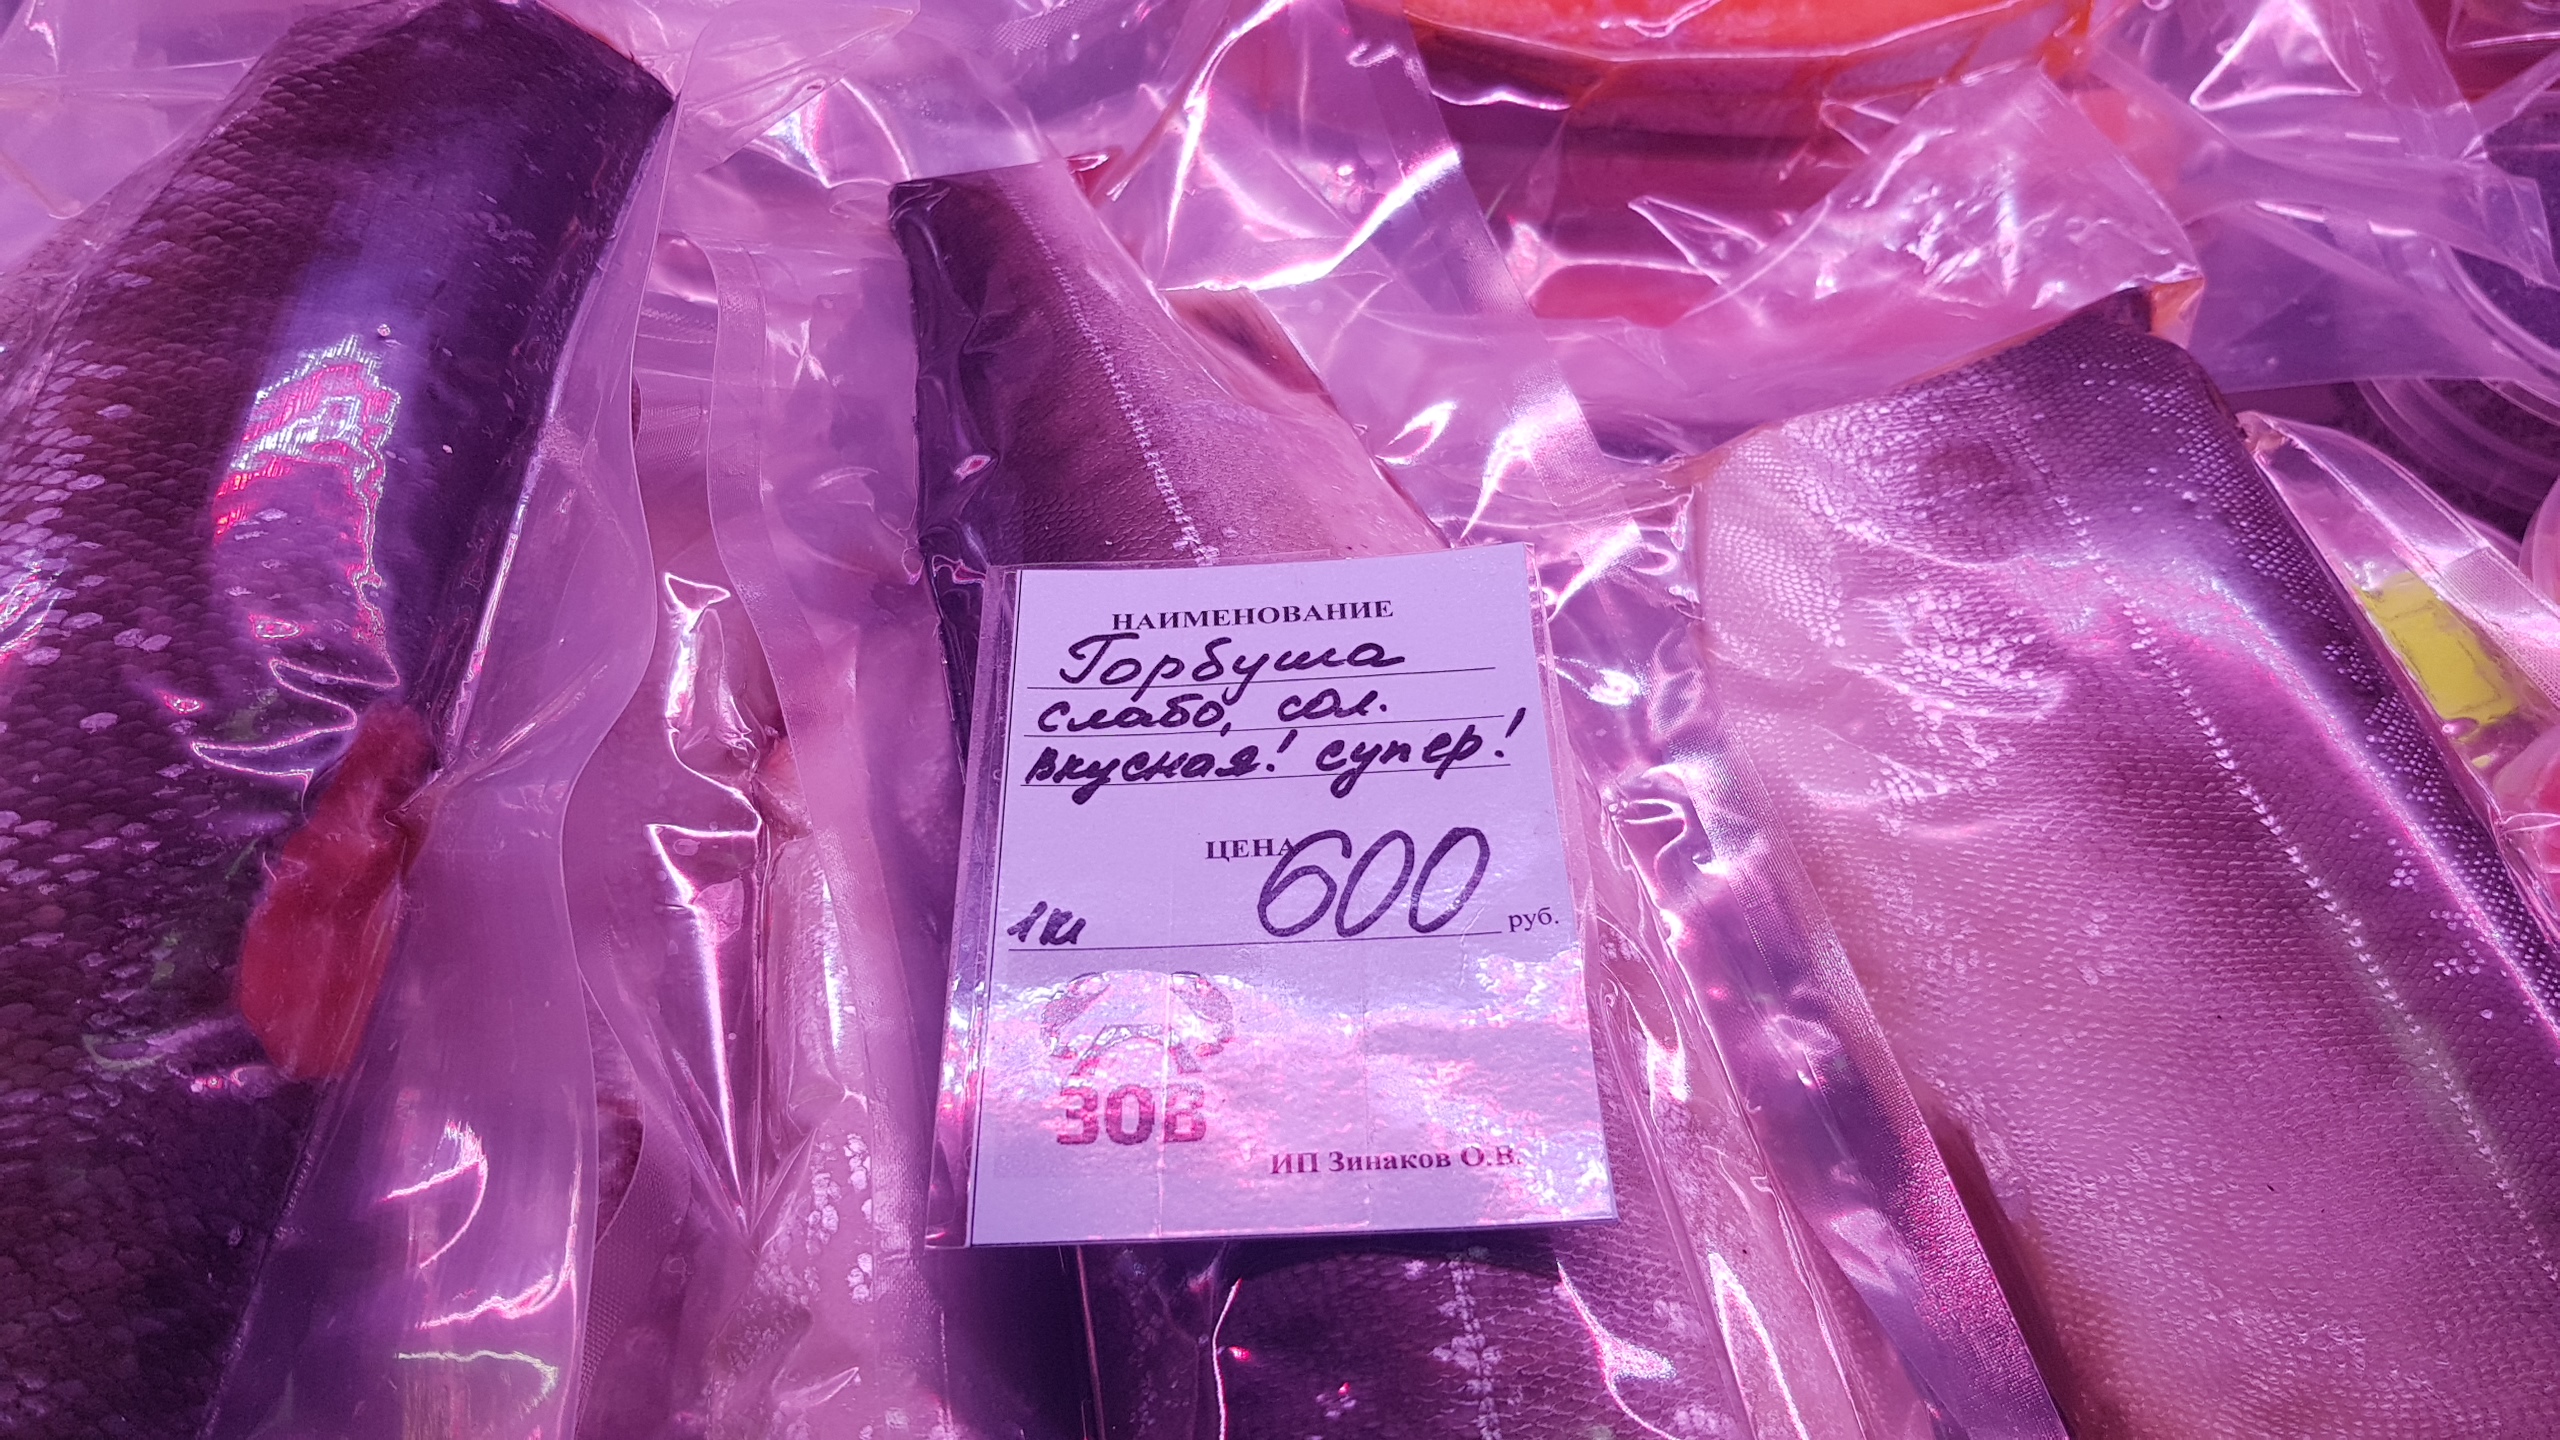 НАИМЕНОВАНИЕ
Горбуша
слабо, сол.
вкусная! супер!
ЦЕНА
1кг 600 руб.
ЗОВ
ИП Зинаков О.В.